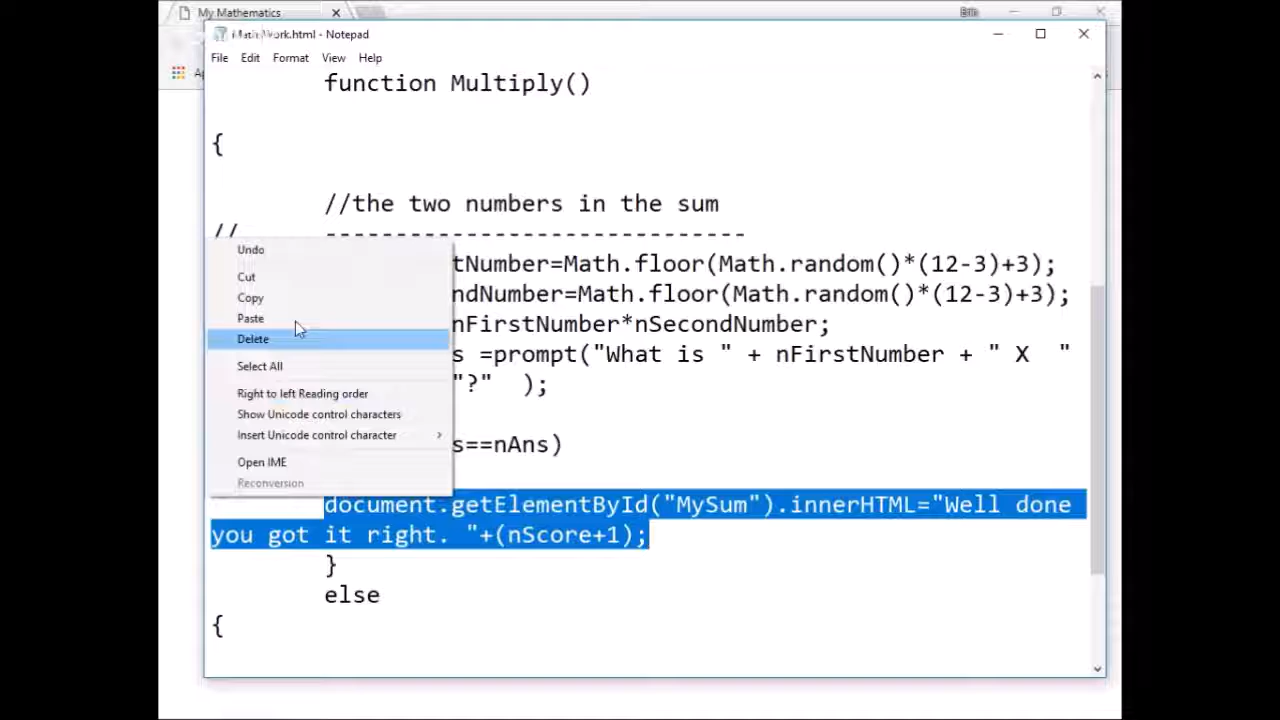 My Mathematics
MathWork.html - Notepad
File Edit Format View Help
function Multiply()
{
//the two numbers in the sum
// ------------------------------
tNumber=Math.floor(Math.random()*(12-3)+3);
ndNumber=Math.floor(Math.random()*(12-3)+3);
nFirstNumber*nSecondNumber;
s =prompt("What is " + nFirstNumber + " X "
"?" );
s==nAns)
Undo
Cut
Copy
Paste
Delete
Select All
Right to left Reading order
Show Unicode control characters
Insert Unicode control character
Open IME
Reconversion
document.getElementById("MySum").innerHTML="Well done
you got it right. "+(nScore+1);
}
else
{